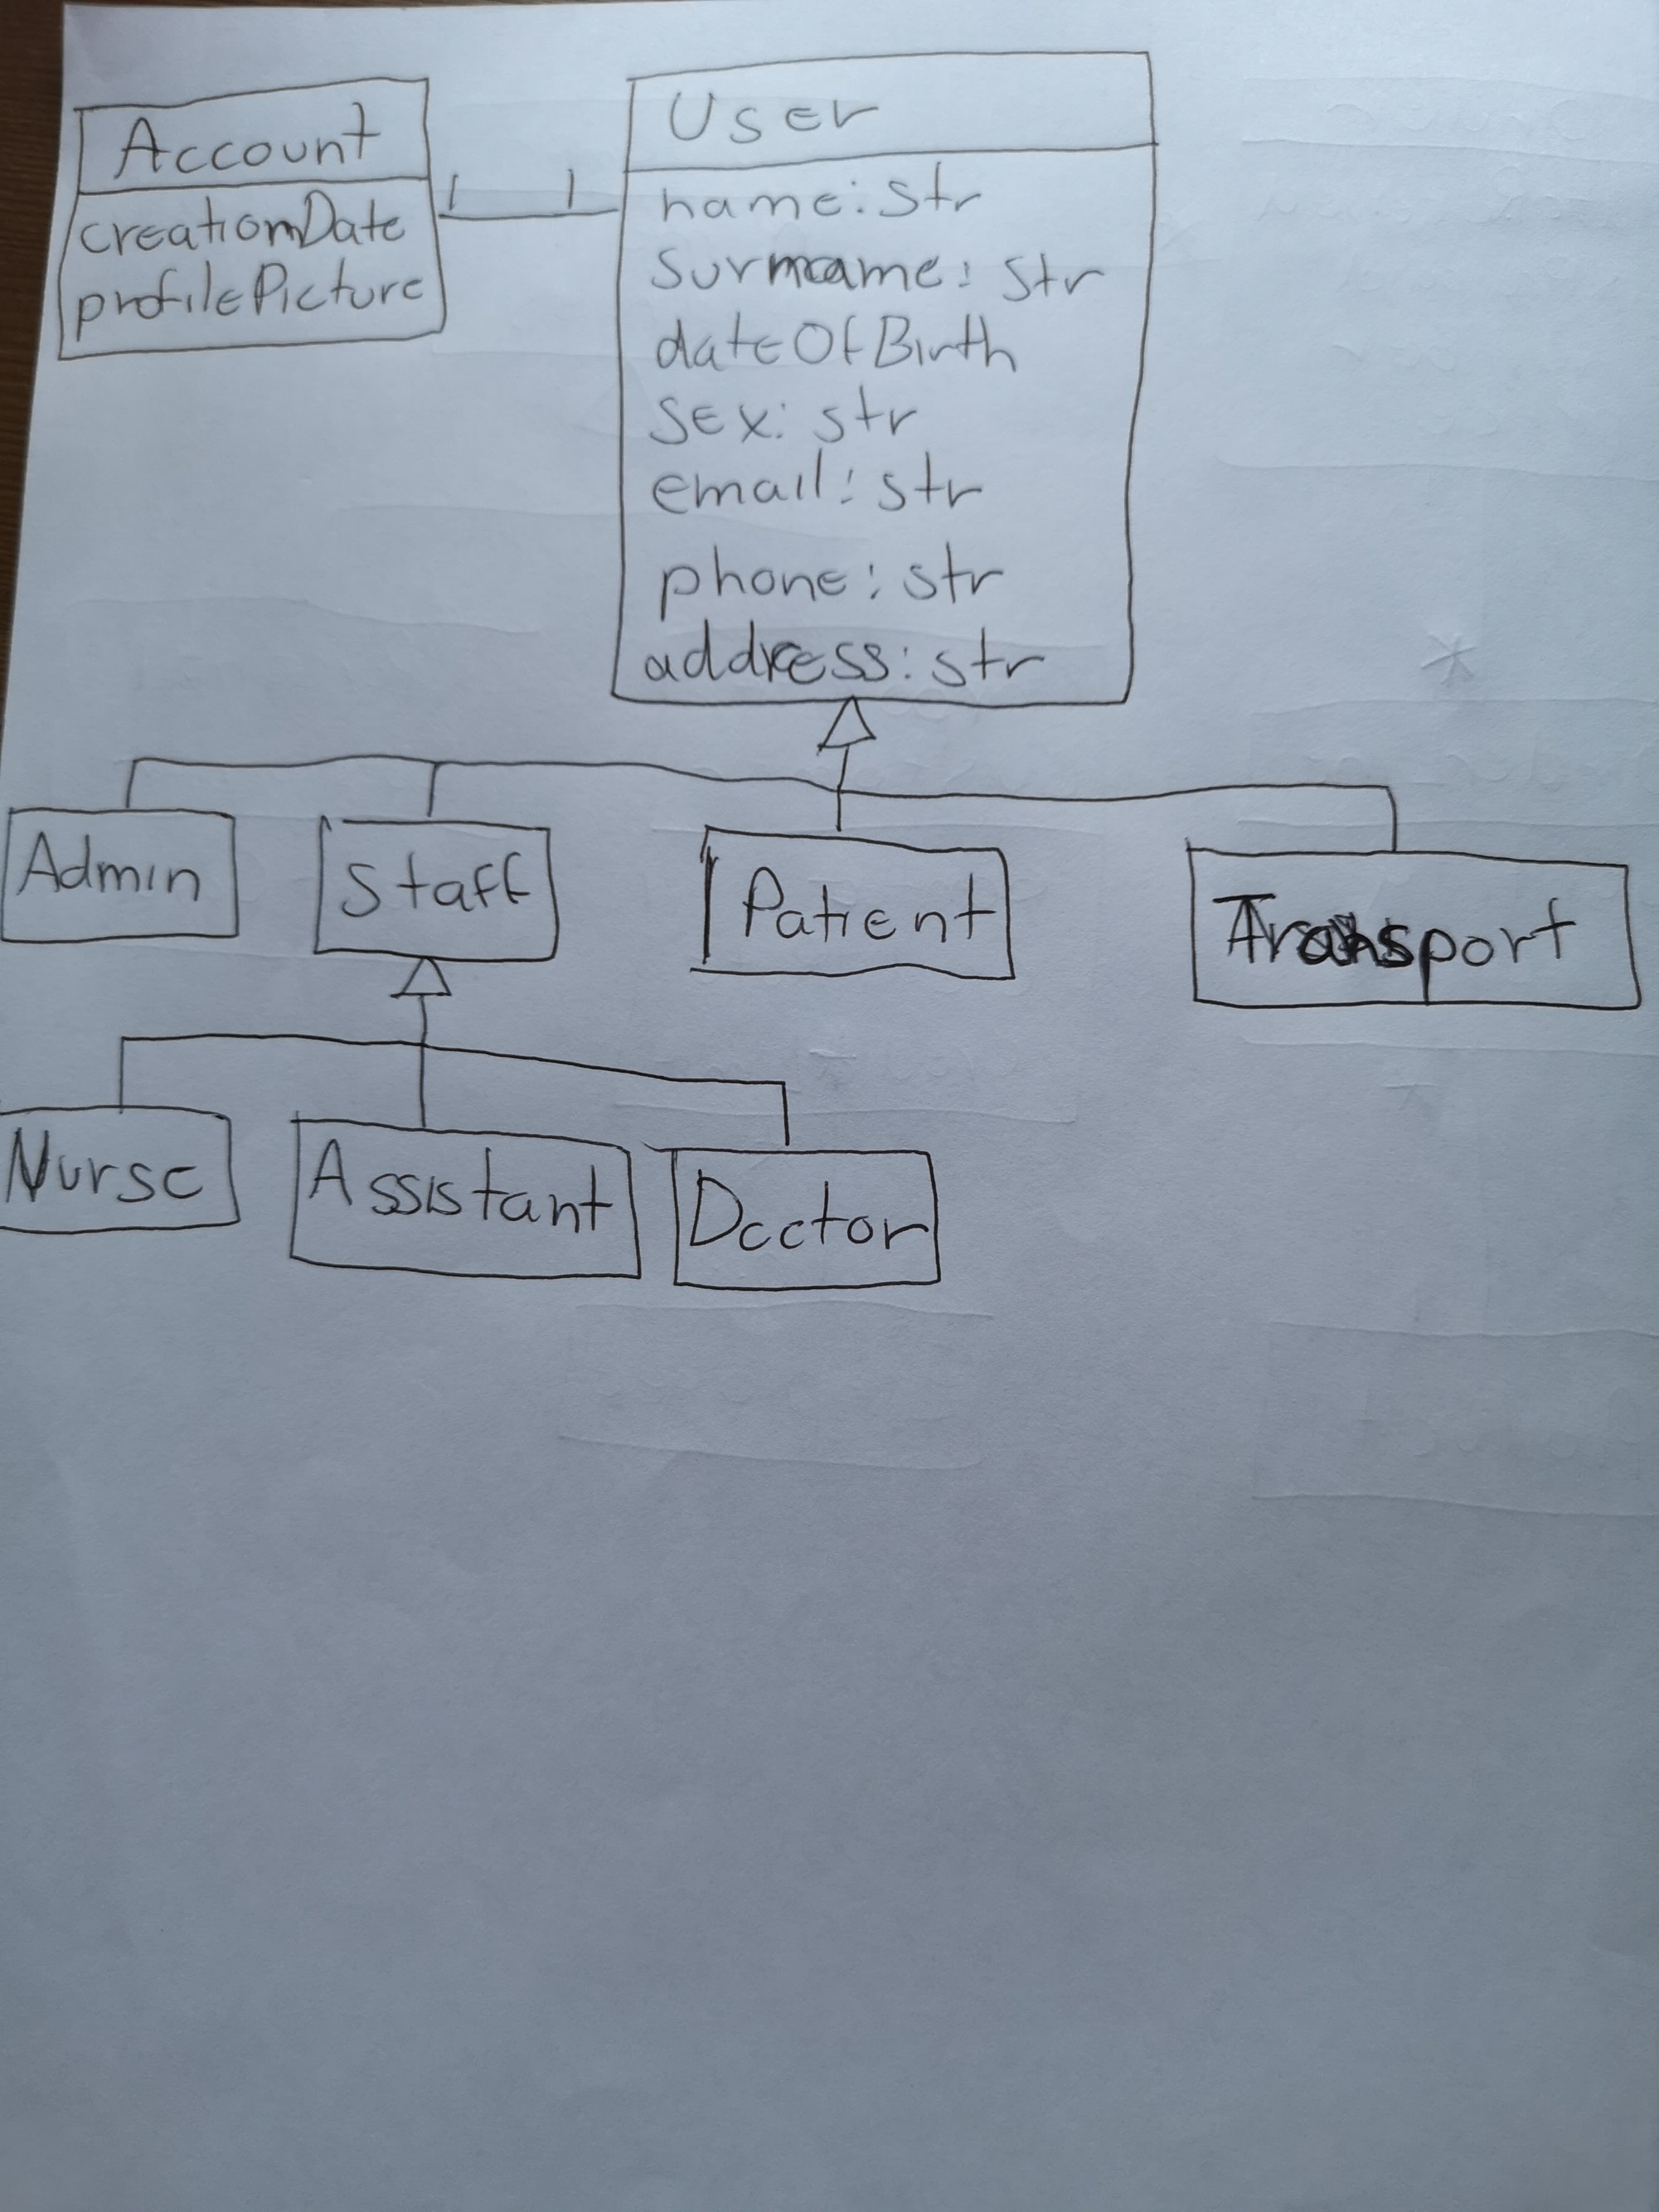 Account
creationDate
profilePicture
1 1
User
name: str
surname: str
dateOfBirth
sex: str
email: str
phone: str
address: str
Admin
Staff
Patient
Transport
Nurse
Assistant
Doctor